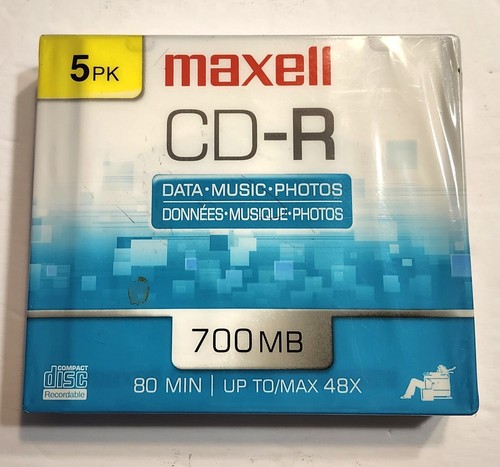 5PK
maxell
CD-R
DATA•MUSIC•PHOTOS
DONNÉES•MUSIQUE•PHOTOS
700MB
COMPACT
disc
Recordable
80 MIN | UP TO/MAX 48X